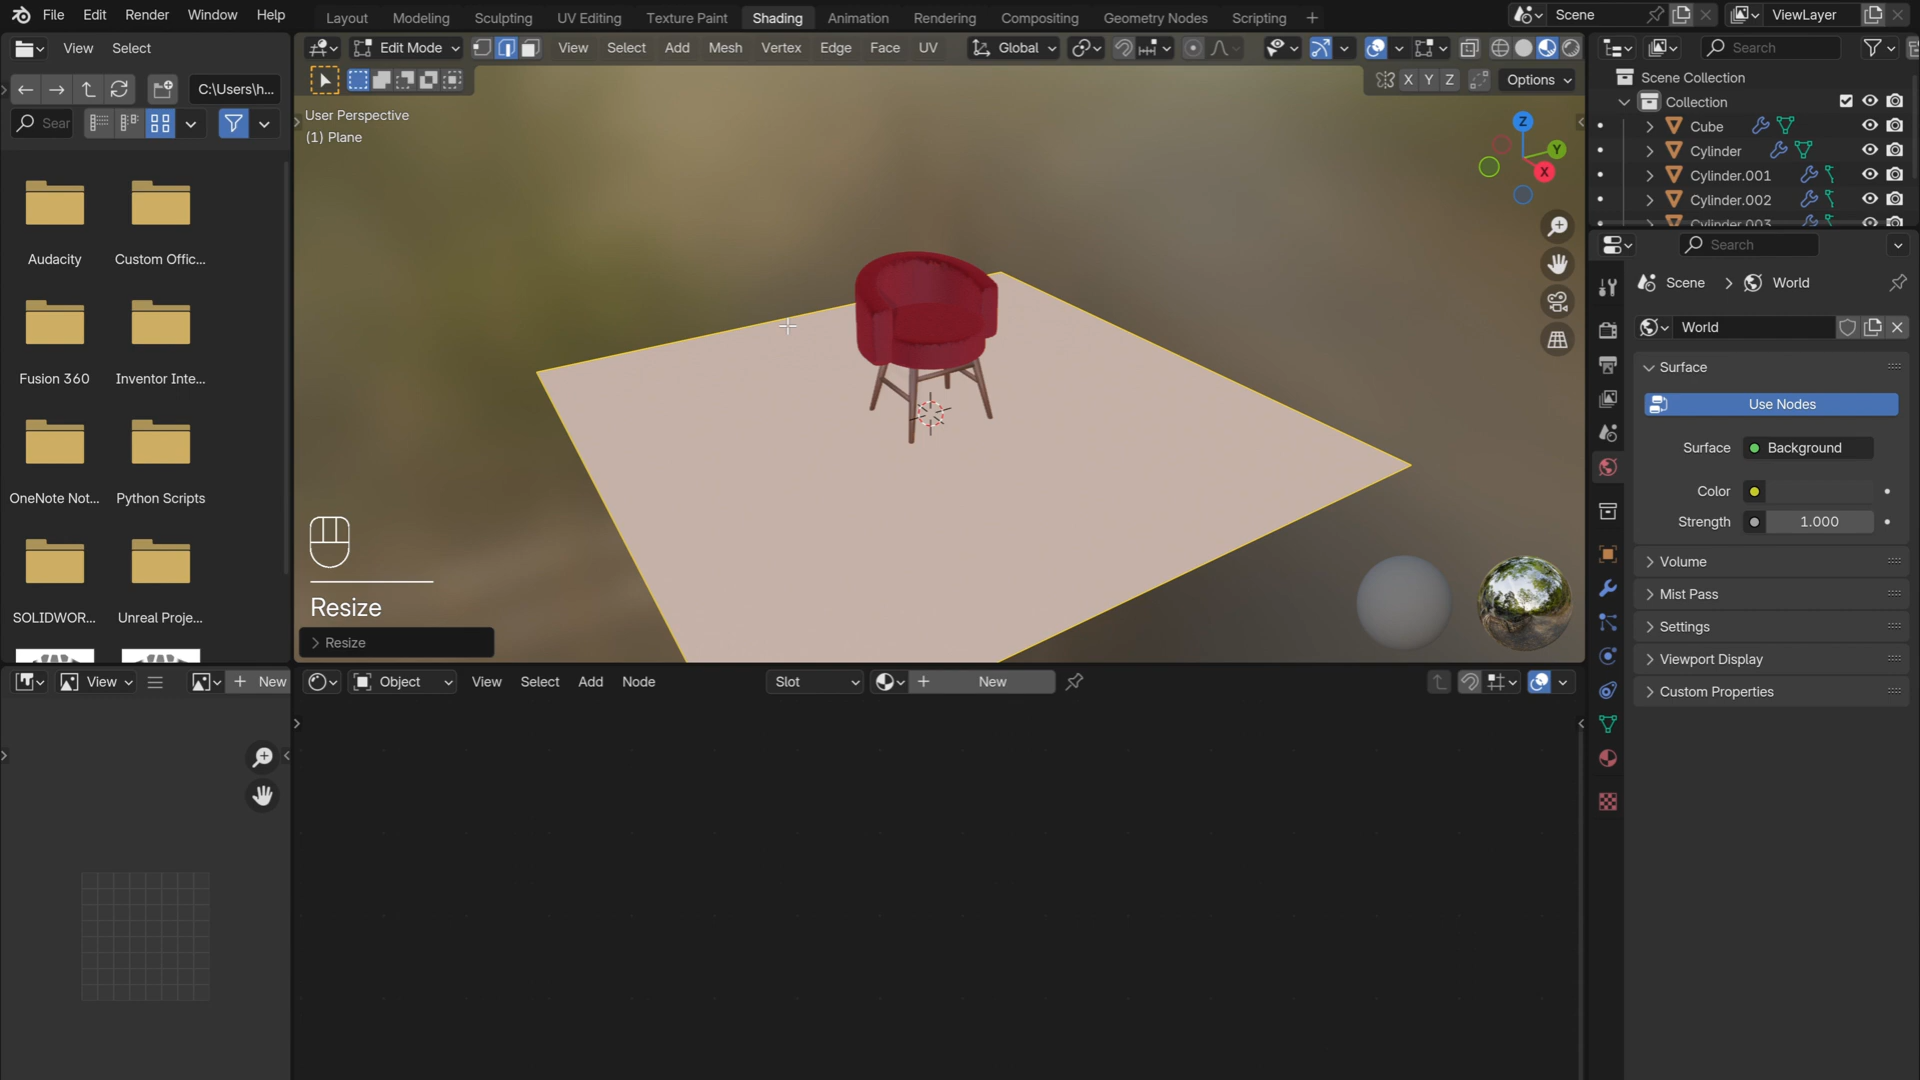 File Edit Render Window Help
Layout Modeling Sculpting UV Editing Texture Paint Shading Animation Rendering Compositing Geometry Nodes Scripting
Scene
ViewLayer
View Select
Edit Mode View Select Add Mesh Vertex Edge Face UV
Global
Search
C:\Users\h...
Sear
X Y Z Options
User Perspective
(1) Plane
Z
Y
X
Scene Collection
Collection
Cube
Cylinder
Cylinder.001
Cylinder.002
Cylinder.003
Search
Scene > World
World
Surface
Use Nodes
Surface Background
Color
Strength 1.000
Volume
Mist Pass
Settings
Viewport Display
Custom Properties
Audacity
Custom Offic...
Fusion 360
Inventor Inte...
OneNote Not...
Python Scripts
SOLIDWOR...
Unreal Proje...
Resize
Resize
View
New
Object View Select Add Node
Slot
New